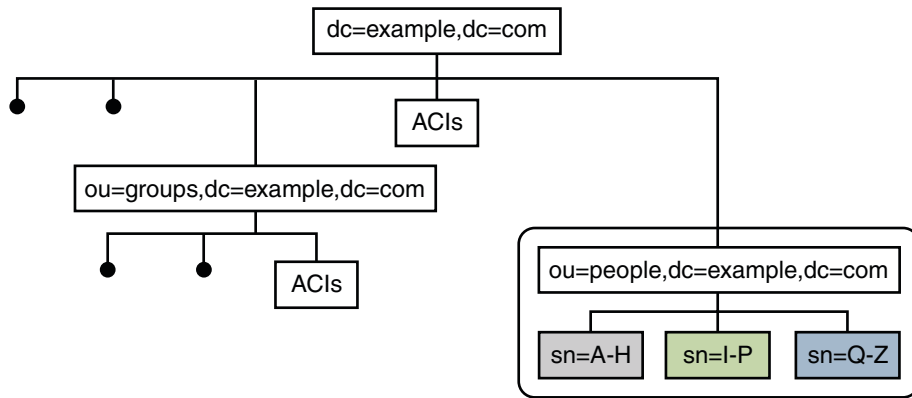 dc=example,dc=com
ACIs
ou=groups,dc=example,dc=com
ACIs
ou=people,dc=example,dc=com
sn=A-H
sn=I-P
sn=Q-Z